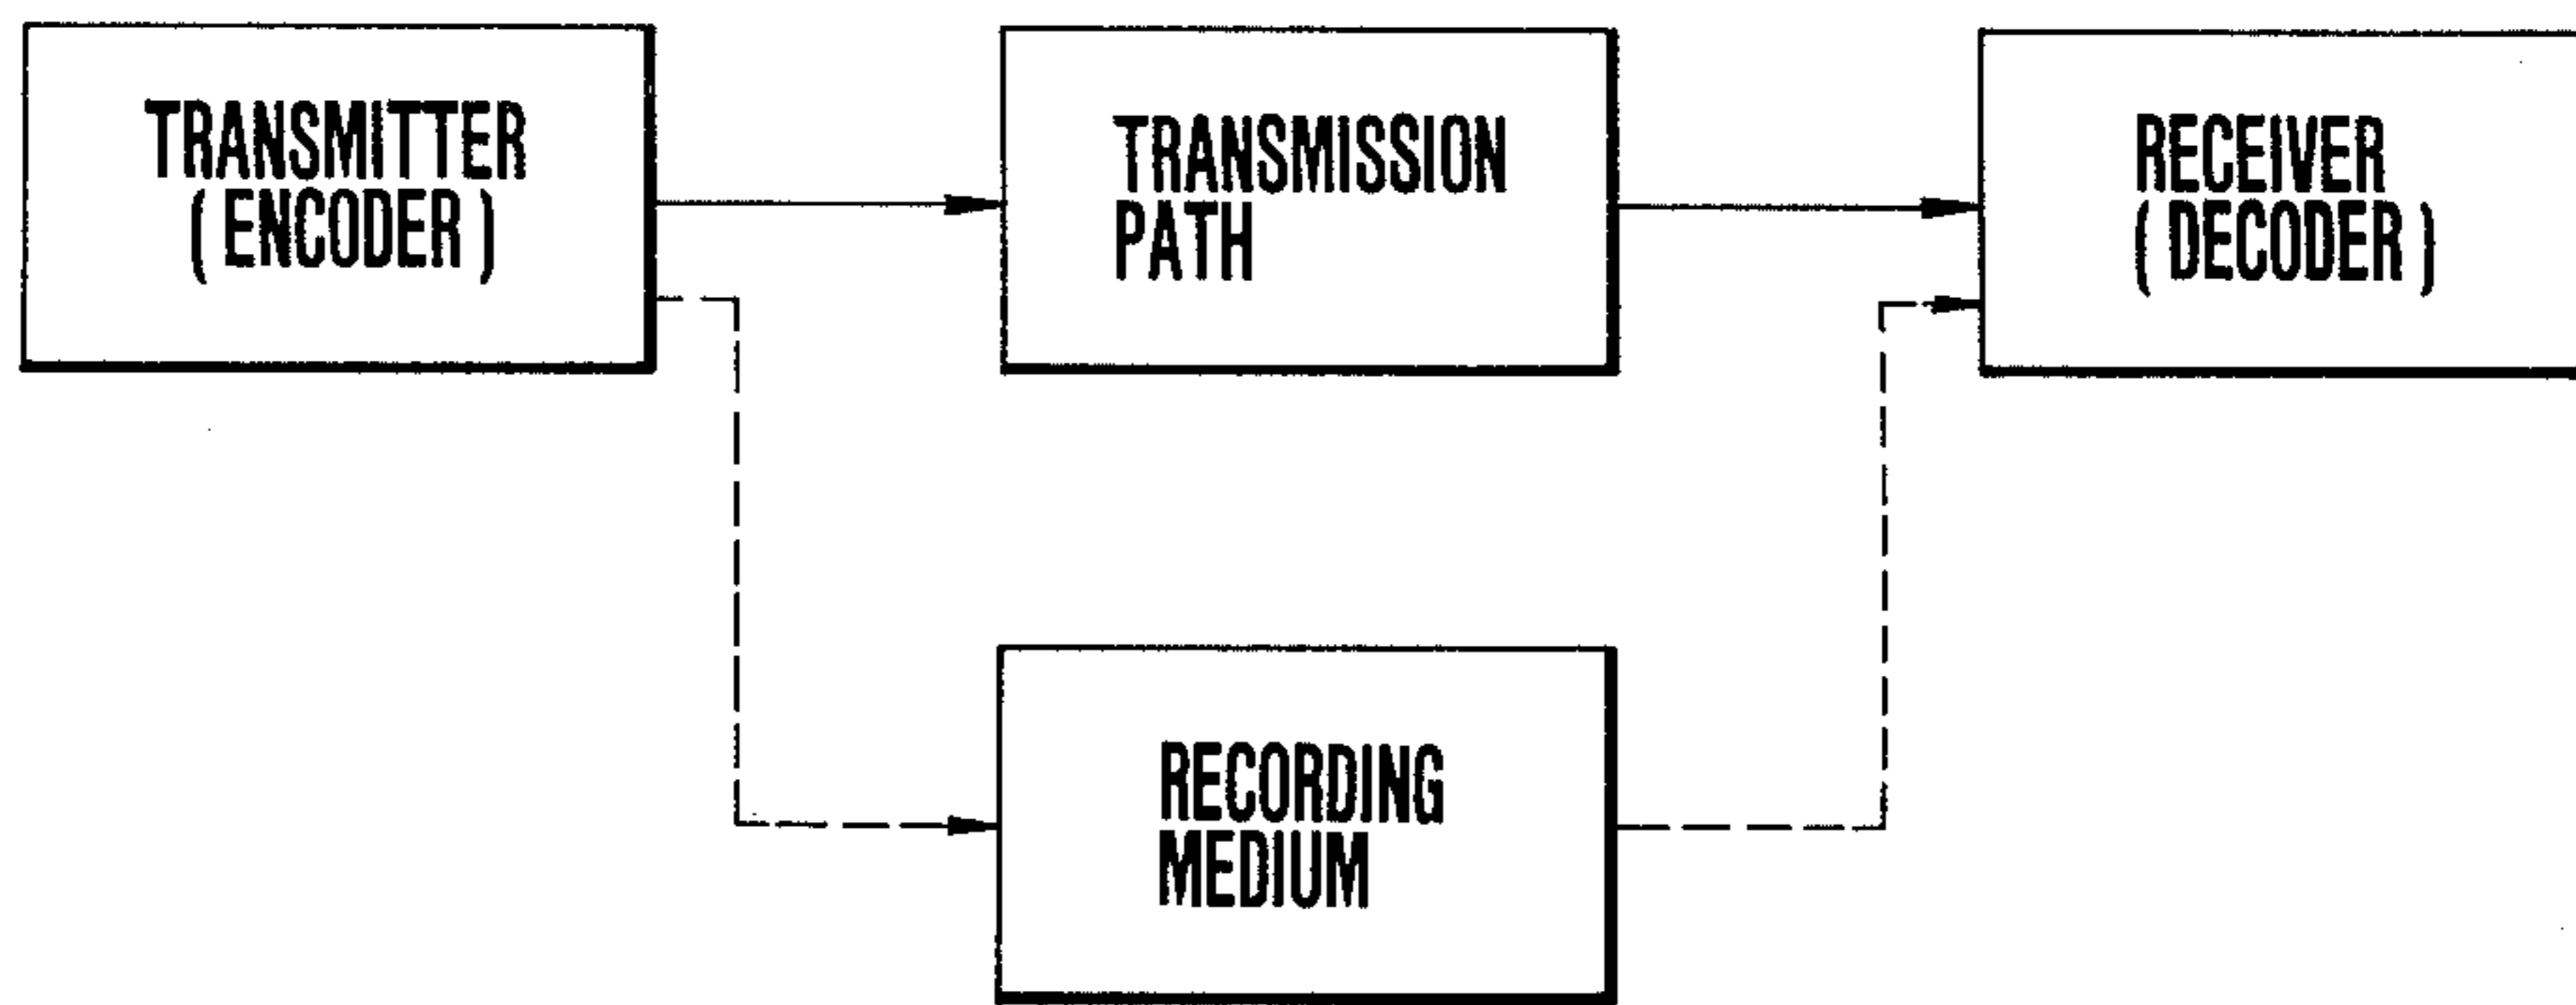 TRANSMITTER
( ENCODER )
TRANSMISSION
PATH
RECEIVER
( DECODER )
RECORDING
MEDIUM